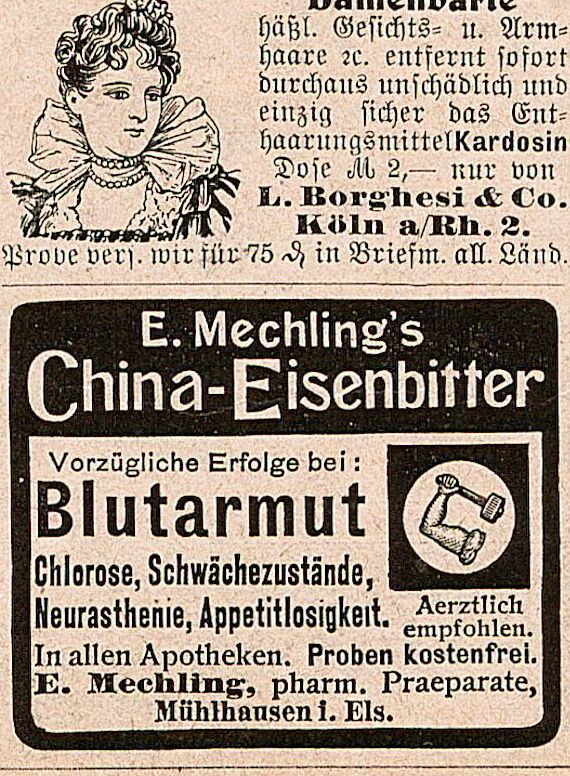 Damenbärte
häßl. Gesichts- u. Arm-
haare ꝛc. entfernt sofort
durchaus unschädlich und
einzig sicher das Ent-
haarungsmittel Kardosin
Dose ℳ 2,— nur von
L. Borghesi & Co.
Köln a/Rh. 2.
Probe vers. wir für 75 ₰ in Briefm. all. Länd.
E. Mechling's
China-Eisenbitter
Vorzügliche Erfolge bei:
Blutarmut
Chlorose, Schwächezustände,
Neurasthenie, Appetitlosigkeit.
Aerztlich
empfohlen.
In allen Apotheken. Proben kostenfrei.
E. Mechling, pharm. Praeparate,
Mühlhausen i. Els.